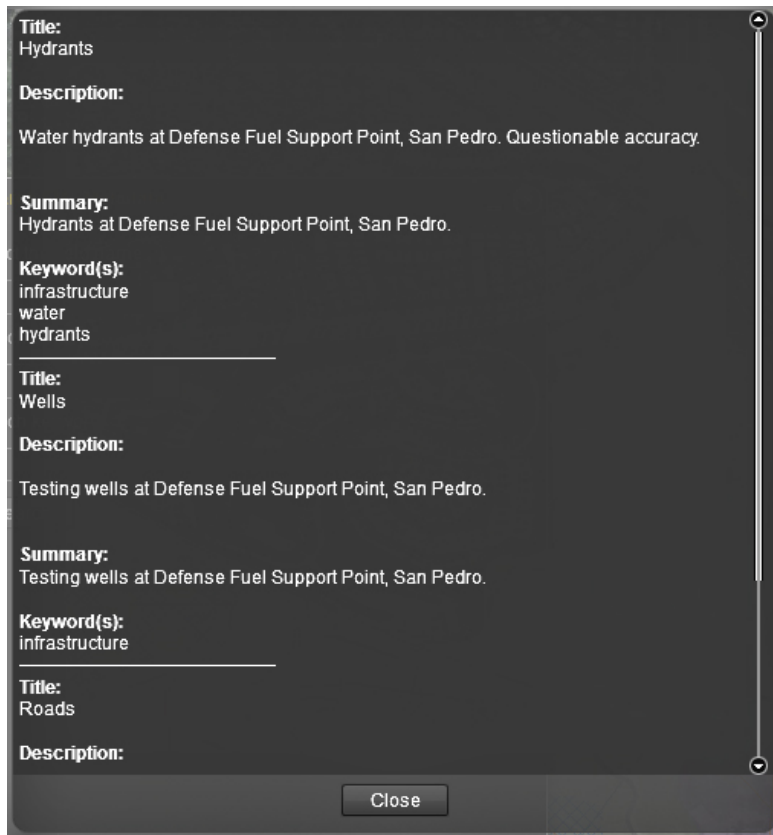 Title:
Hydrants
Description:
Water hydrants at Defense Fuel Support Point, San Pedro. Questionable accuracy.
Summary:
Hydrants at Defense Fuel Support Point, San Pedro.
Keyword(s):
infrastructure
water
hydrants
Title:
Wells
Description:
Testing wells at Defense Fuel Support Point, San Pedro.
Summary:
Testing wells at Defense Fuel Support Point, San Pedro.
Keyword(s):
infrastructure
Title:
Roads
Description:
Close